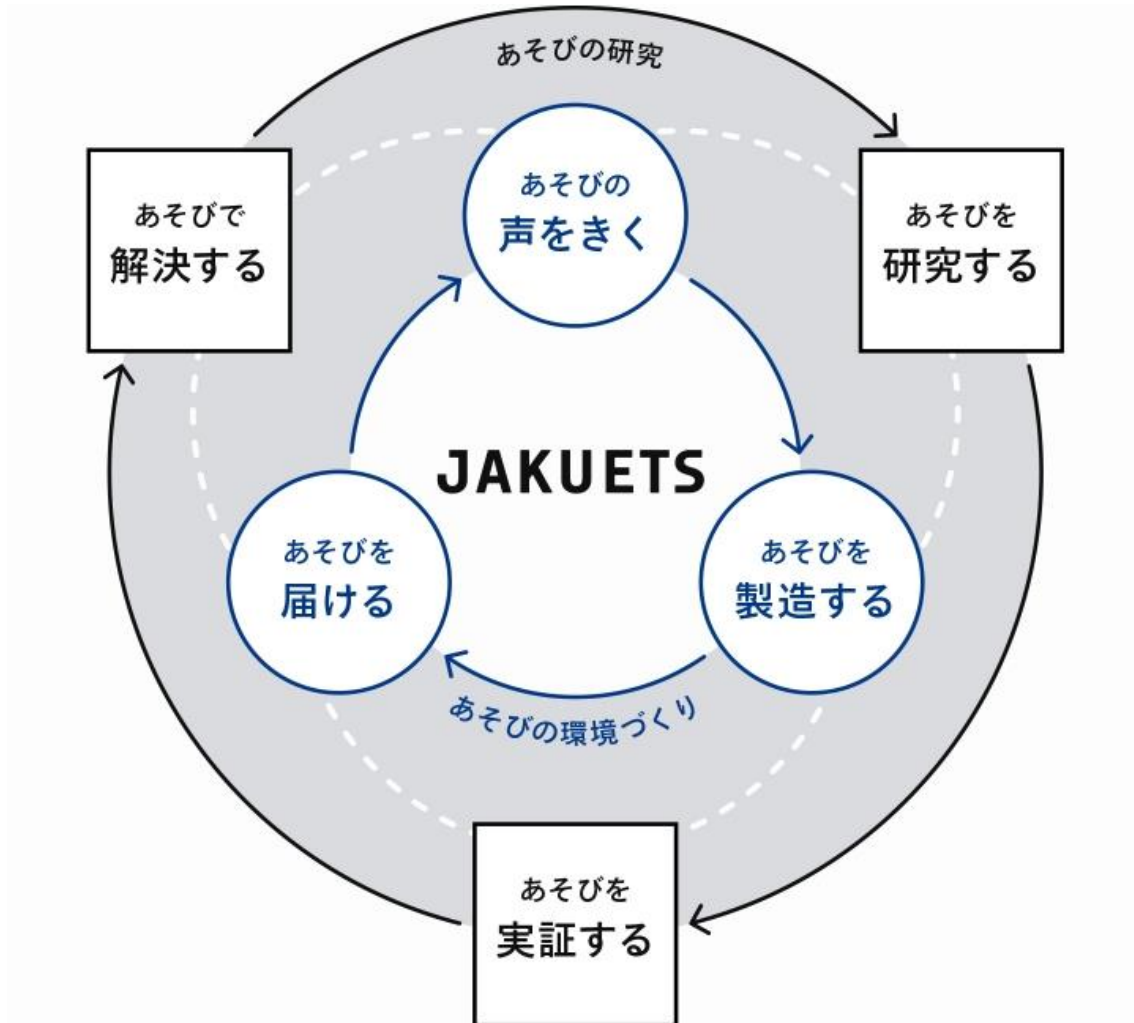 あそびの研究
あそびの
声をきく
あそびで
解決する
あそびを
研究する
JAKUETS
あそびを
届ける
あそびを
製造する
あそびの環境づくり
あそびを
実証する